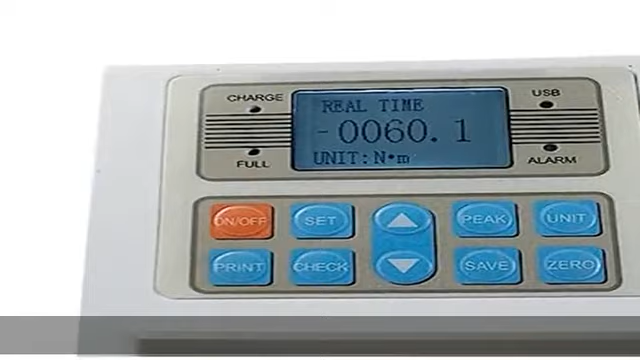 CHARGE
USB
REAL TIME
-0060.1
UNIT: N•m
FULL
ALARM
ON/OFF
SET
PEAK
UNIT
PRINT
CHECK
SAVE
ZERO